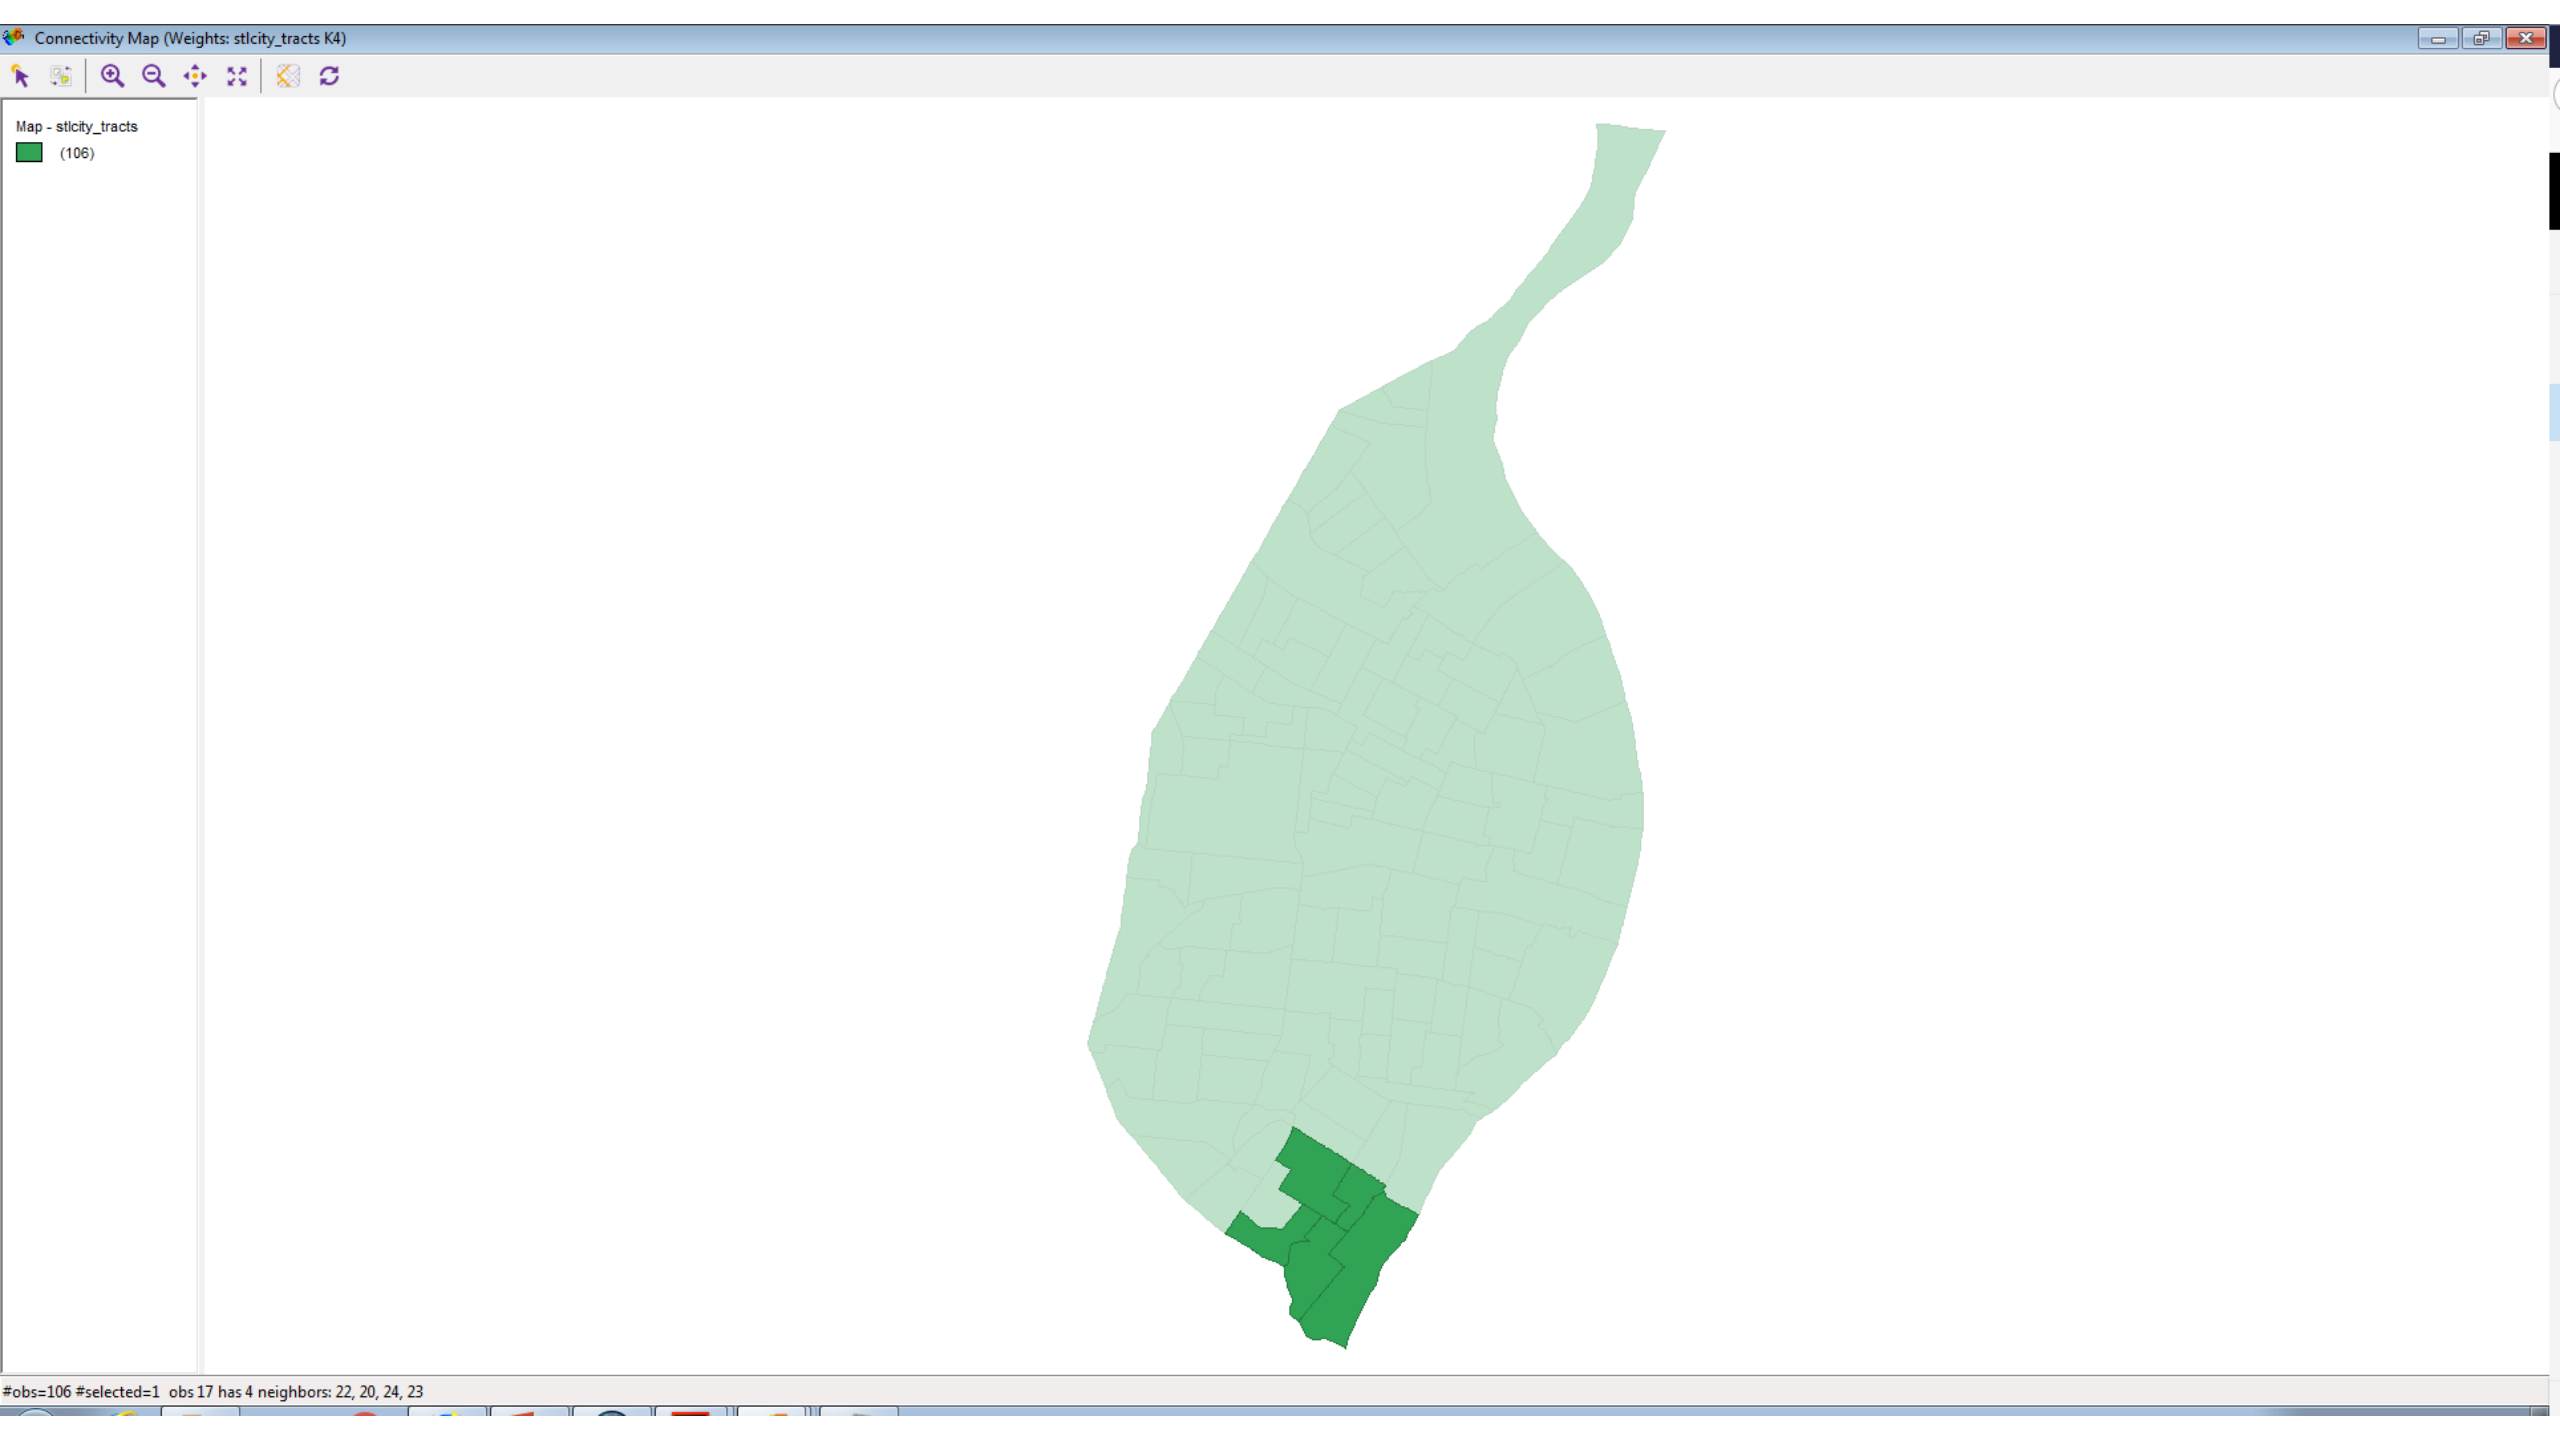 Connectivity Map (Weights: stlcity_tracts K4)
Map - stlcity_tracts
(106)
#obs=106 #selected=1 obs 17 has 4 neighbors: 22, 20, 24, 23